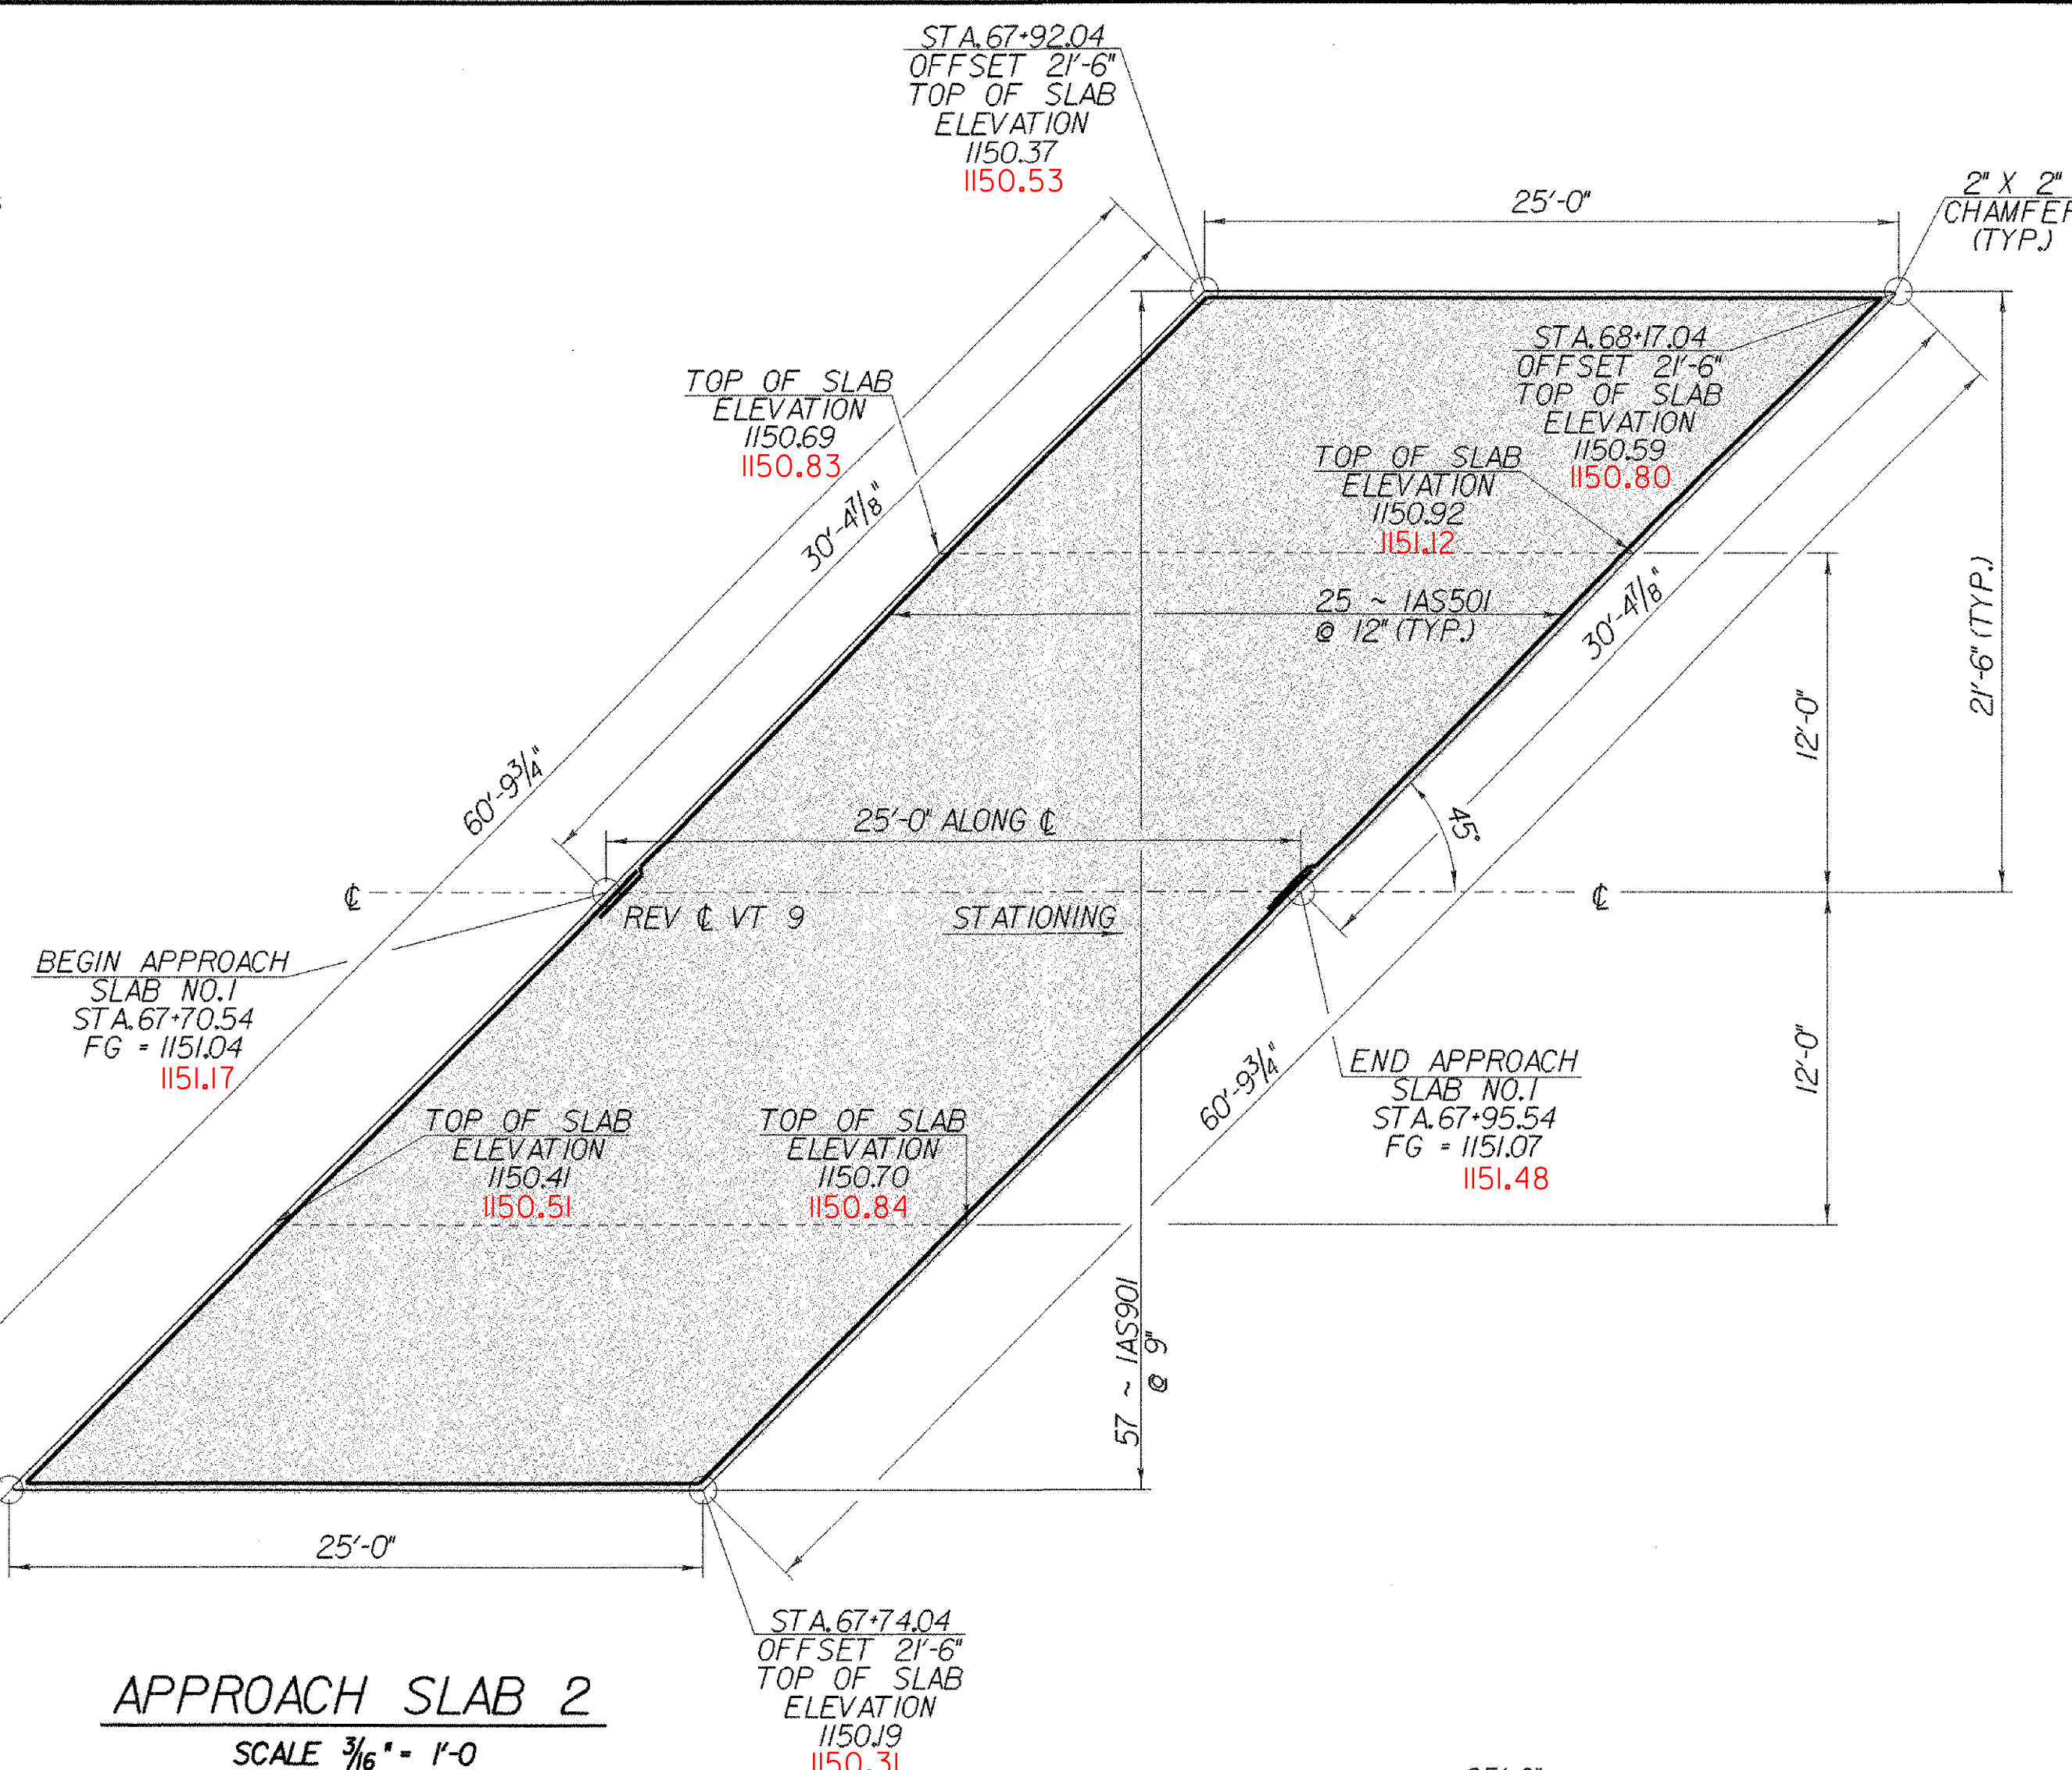 STA. 67+92.04
OFFSET 21'-6"
TOP OF SLAB
ELEVATION
1150.37
1150.53
25'-0"
2" X 2"
(TYP.)
STA. 68+17.04
OFFSET 21'-6"
TOP OF SLAB
ELEVATION
1150.59
1150.80
TOP OF SLAB
ELEVATION
1150.69
1150.83
TOP OF SLAB
ELEVATION
1150.92
1151.12
30'-4 7/8"
25 ~ 1AS501
@ 12" (TYP.)
30'-4 7/8"
21'-6" (TYP.)
12'-0"
60'-9 3/4"
25'-0" ALONG ℄
45°
℄
REV ℄ VT 9
STATIONING
℄
BEGIN APPROACH
SLAB NO. 1
STA. 67+70.54
FG = 1151.04
1151.17
END APPROACH
SLAB NO. 1
STA. 67+95.54
FG = 1151.07
1151.48
12'-0"
60'-9 3/4"
TOP OF SLAB
ELEVATION
1150.41
1150.51
TOP OF SLAB
ELEVATION
1150.70
1150.84
57 ~ 1AS901
@ 9"
25'-0"
STA. 67+74.04
OFFSET 21'-6"
TOP OF SLAB
ELEVATION
1150.19
1150.31
APPROACH SLAB 2
SCALE 3/16" = 1'-0